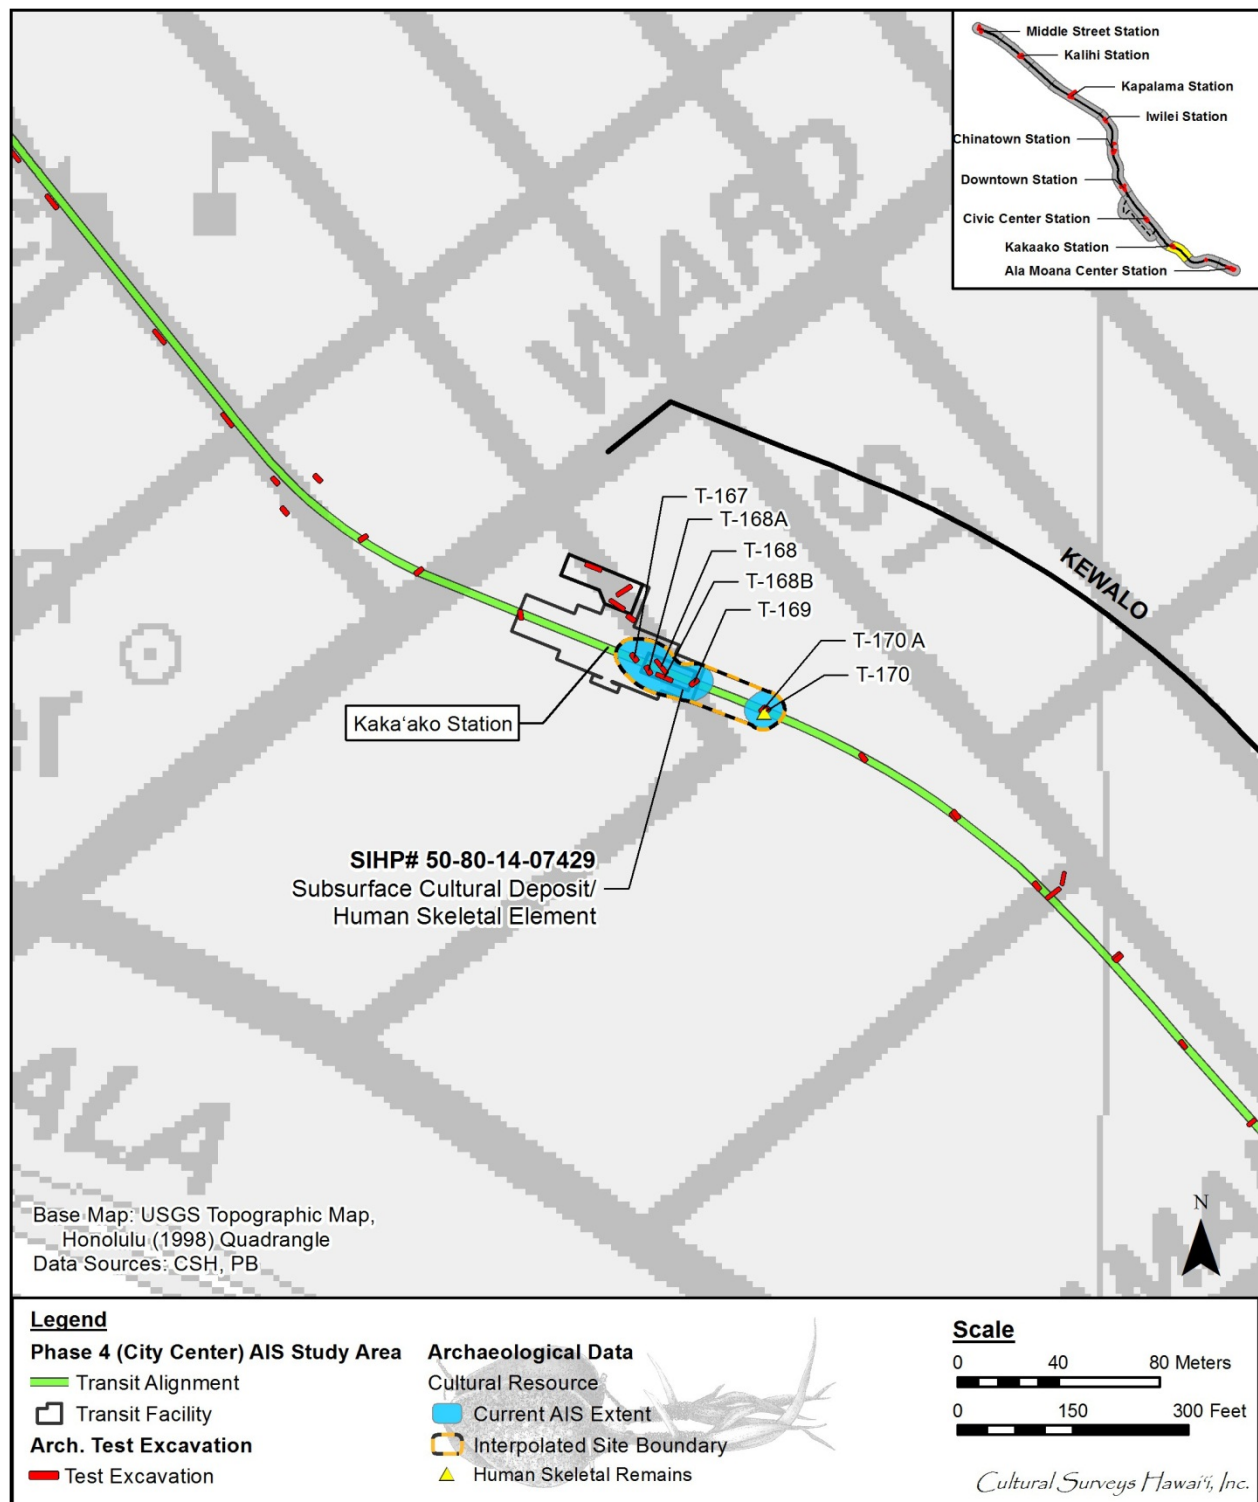 Middle Street Station
Kalihi Station
Kapalama Station
Iwilei Station
Chinatown Station
Downtown Station
Civic Center Station
Kakaako Station
Ala Moana Center Station
WARD
ST
KEWALO
T-167
T-168A
T-168
T-168B
T-169
T-170 A
T-170
Kaka‘ako Station
SIHP# 50-80-14-07429
Subsurface Cultural Deposit/
Human Skeletal Element
ALA
Base Map: USGS Topographic Map,
Honolulu (1998) Quadrangle
Data Sources: CSH, PB
N
Legend
Phase 4 (City Center) AIS Study Area
Transit Alignment
Transit Facility
Arch. Test Excavation
Test Excavation
Archaeological Data
Cultural Resource
Current AIS Extent
Interpolated Site Boundary
Human Skeletal Remains
Scale
0 40 80 Meters
0 150 300 Feet
Cultural Surveys Hawai‘i, Inc.